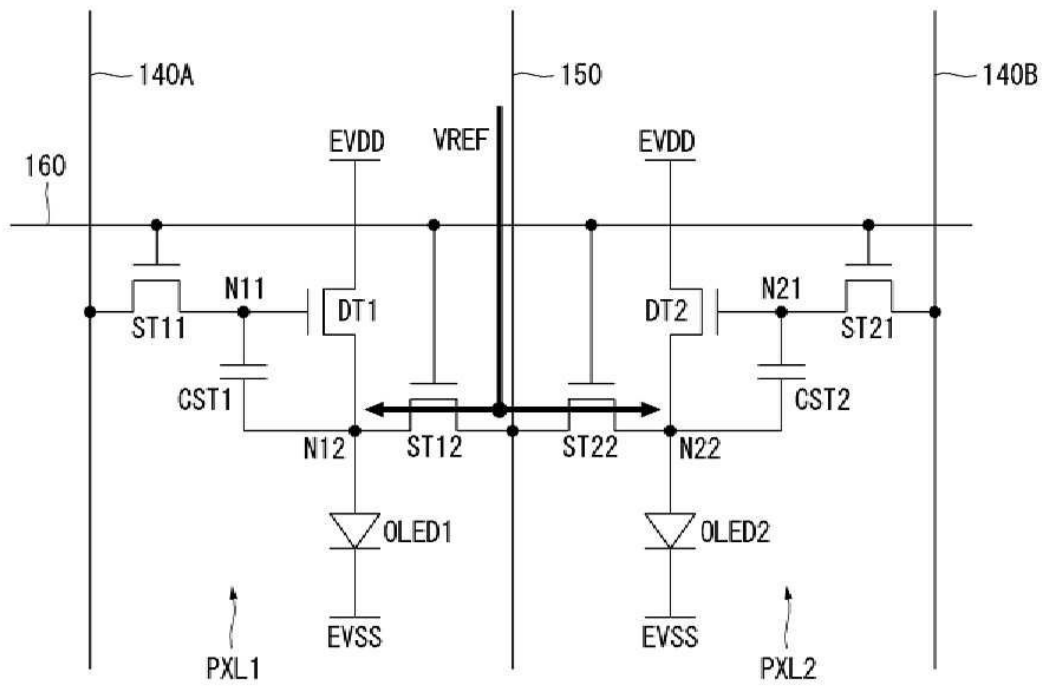 140A
150
140B
EVDD
VREF
EVDD
160
N11
DT1
DT2
N21
ST11
ST21
CST1
CST2
N12
ST12
ST22
N22
OLED1
OLED2
EVSS
EVSS
PXL1
PXL2